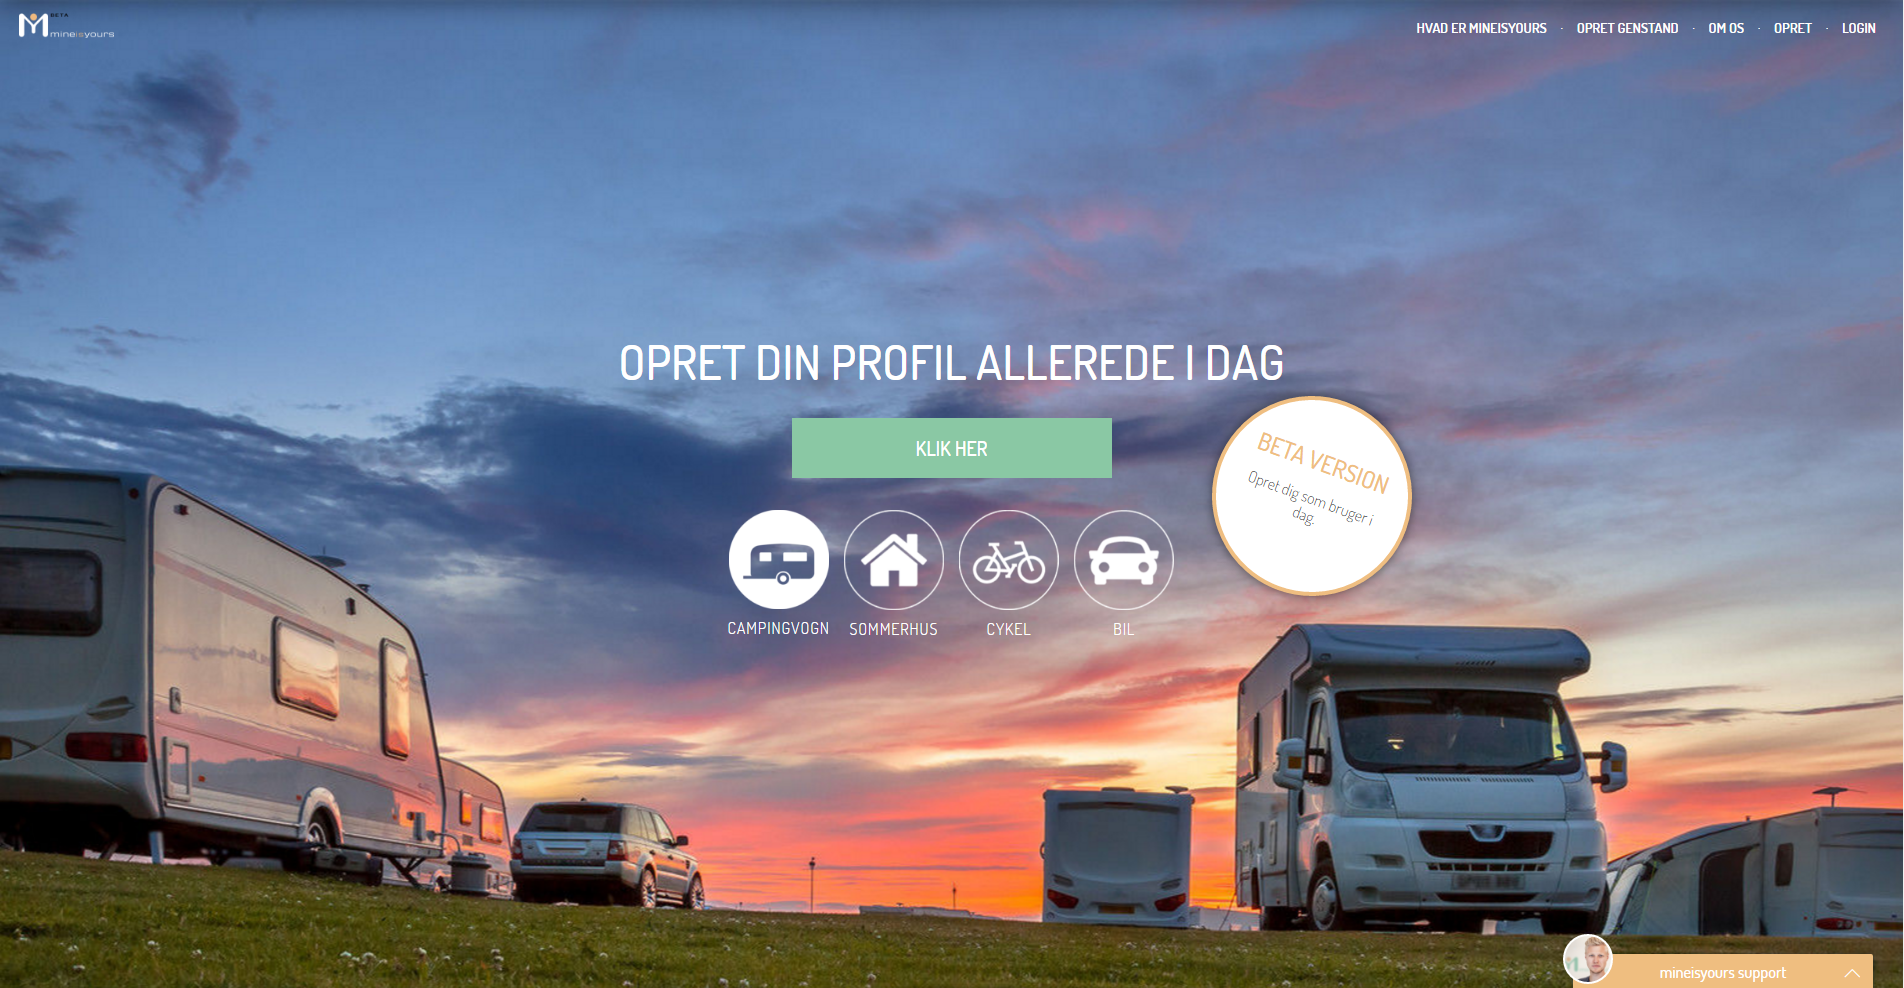 BETA
mineisyours
HVAD ER MINEISYOURS · OPRET GENSTAND · OM OS · OPRET · LOGIN
OPRET DIN PROFIL ALLEREDE I DAG
KLIK HER
BETA VERSION
Opret dig som bruger i
dag.
CAMPINGVOGN SOMMERHUS CYKEL BIL
mineisyours support